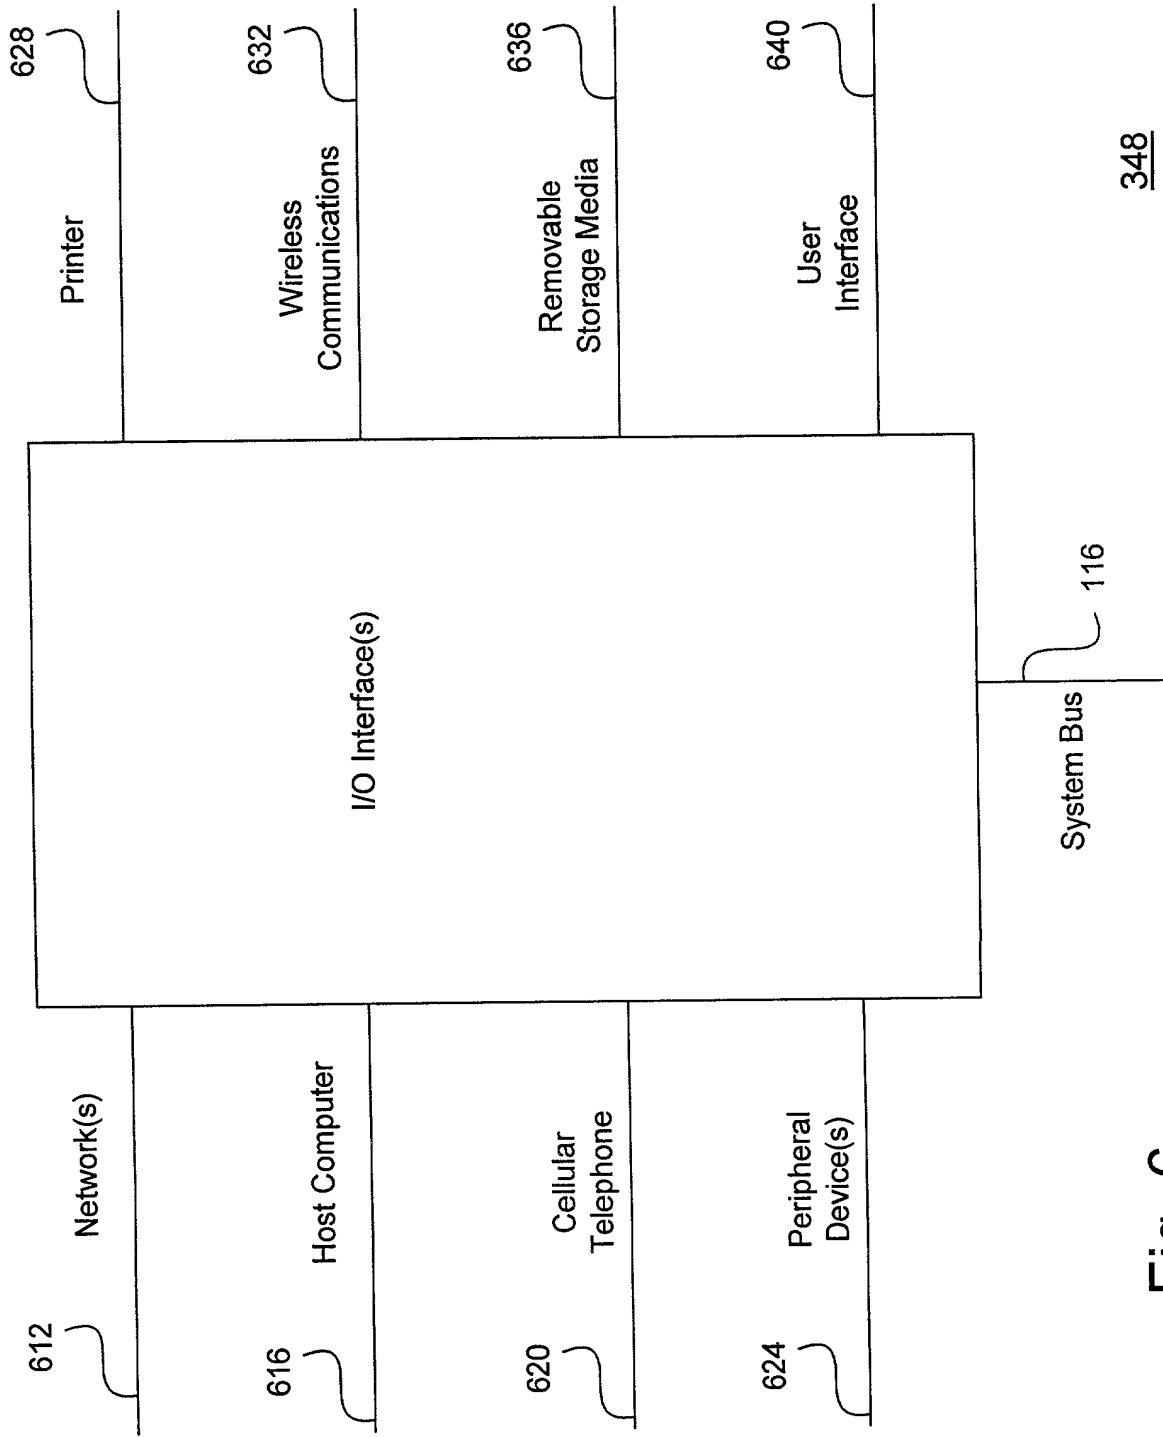 612
Network(s)
616
Host Computer
620
Cellular
Telephone
624
Peripheral
Device(s)
I/O Interface(s)
628
Printer
632
Wireless
Communications
636
Removable
Storage Media
640
User
Interface
System Bus
116
348